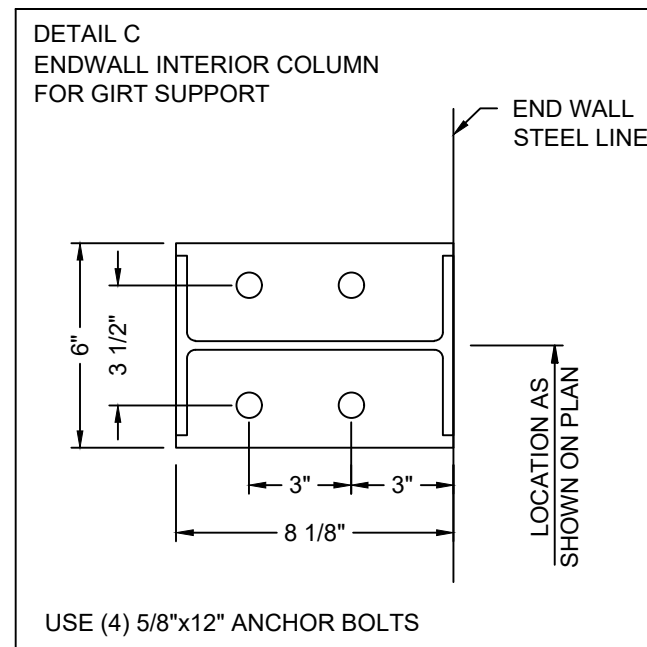 DETAIL C
ENDWALL INTERIOR COLUMN
FOR GIRT SUPPORT
END WALL
STEEL LINE
6"
3 1/2"
3"
3"
8 1/8"
LOCATION AS
SHOWN ON PLAN
USE (4) 5/8"x12" ANCHOR BOLTS